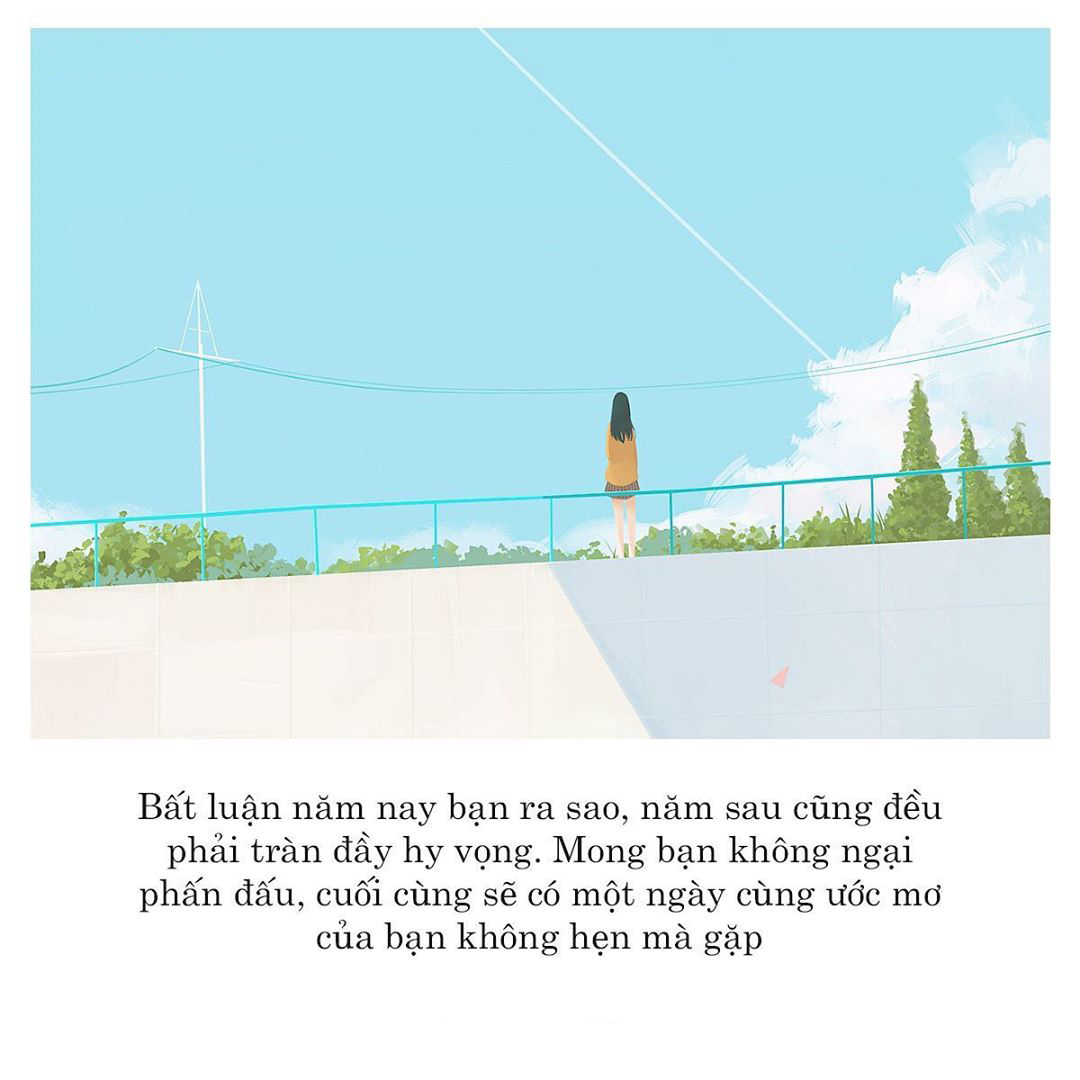 Bất luận năm nay bạn ra sao, năm sau cũng đều
phải tràn đầy hy vọng. Mong bạn không ngại
phấn đấu, cuối cùng sẽ có một ngày cùng ước mơ
của bạn không hẹn mà gặp